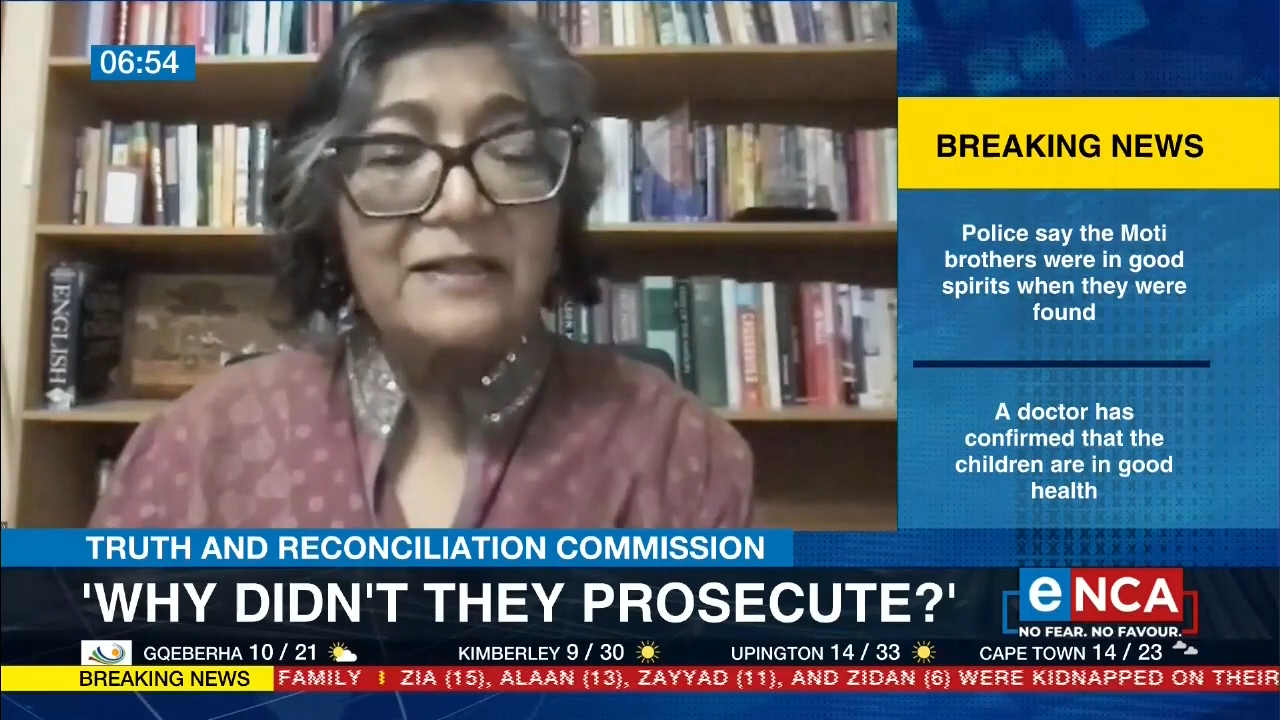 06:54
BREAKING NEWS
Police say the Moti
brothers were in good
spirits when they were
found
A doctor has
confirmed that the
children are in good
health
ENGLISH
TRUTH AND RECONCILIATION COMMISSION
'WHY DIDN'T THEY PROSECUTE?'
eNCA
NO FEAR. NO FAVOUR.
GQEBERHA 10 / 21 KIMBERLEY 9 / 30 UPINGTON 14 / 33 CAPE TOWN 14 / 23
BREAKING NEWS FAMILY ZIA (15), ALAAN (13), ZAYYAD (11), AND ZIDAN (6) WERE KIDNAPPED ON THEIR